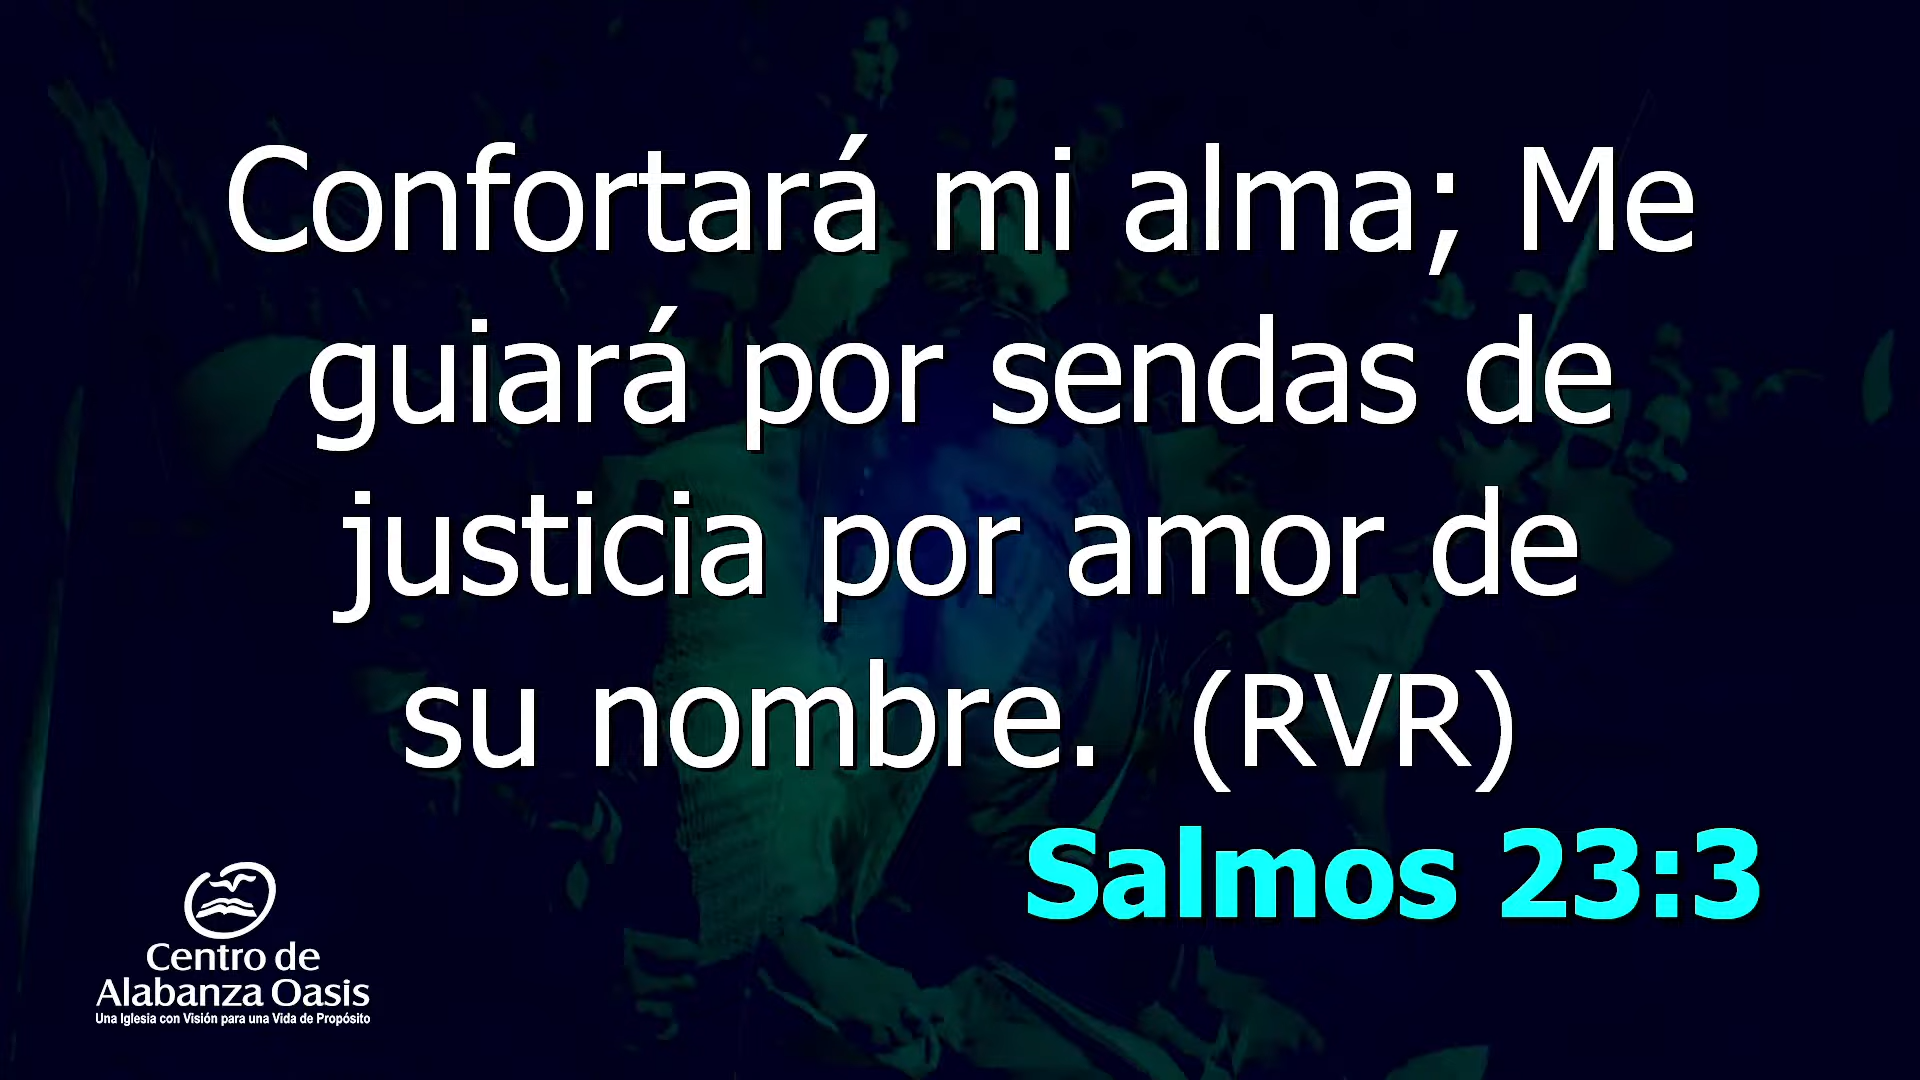 Confortará mi alma; Me
guiará por sendas de
justicia por amor de
su nombre.  (RVR)
Salmos 23:3
Centro de
Alabanza Oasis
Una Iglesia con Visión para una Vida de Propósito